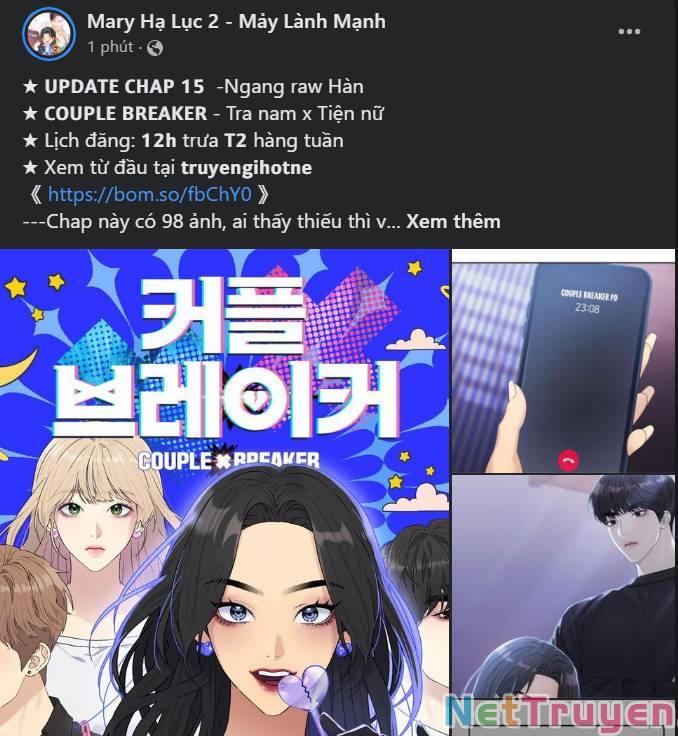 Mary Hạ Lục 2 - Mảy Lành Mạnh
1 phút ·
★ UPDATE CHAP 15 -Ngang raw Hàn
★ COUPLE BREAKER - Tra nam x Tiện nữ
★ Lịch đăng: 12h trưa T2 hàng tuần
★ Xem từ đầu tại truyengihotne
《 https://bom.so/fbChY0 》
---Chap này có 98 ảnh, ai thấy thiếu thì v... Xem thêm
커플
브레이커
COUPLE✖BREAKER
COUPLE BREAKER PD
23:08
NetTruyen